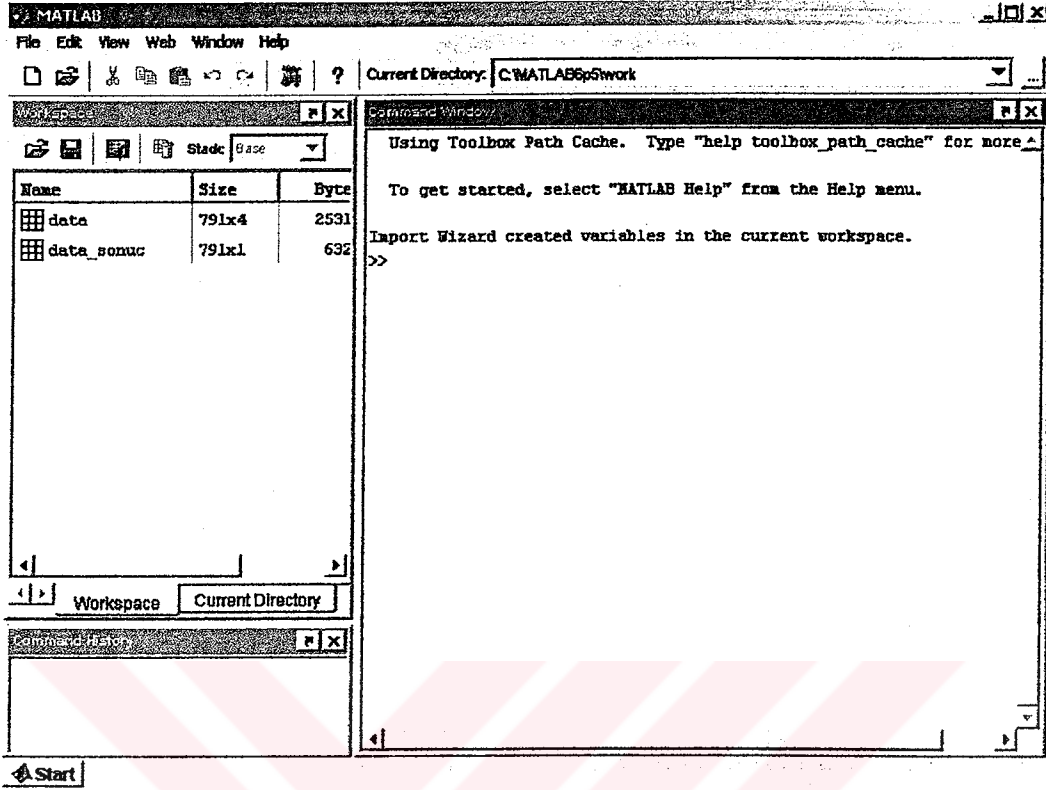 MATLAB
File Edit View Web Window Help
? Current Directory: C:\MATLAB6p5\work ...
Workspace
Command Window
Stack: Base
Name Size Byte
data 791x4 2531
data_sonuc 791x1 632
Workspace Current Directory
Command History
Using Toolbox Path Cache. Type "help toolbox_path_cache" for more
To get started, select "MATLAB Help" from the Help menu.
Import Wizard created variables in the current workspace.
>>
Start